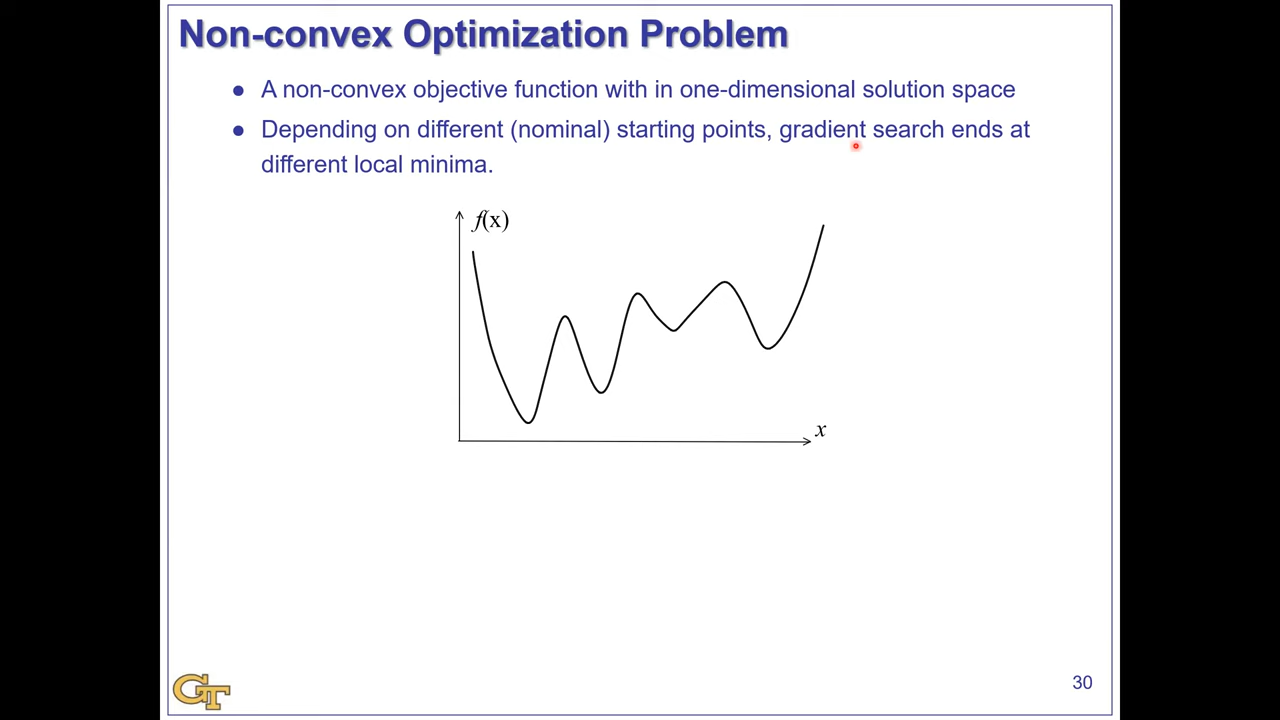 Non-convex Optimization Problem
● A non-convex objective function with in one-dimensional solution space
● Depending on different (nominal) starting points, gradient search ends at
different local minima.
f(x)
x
GT
30